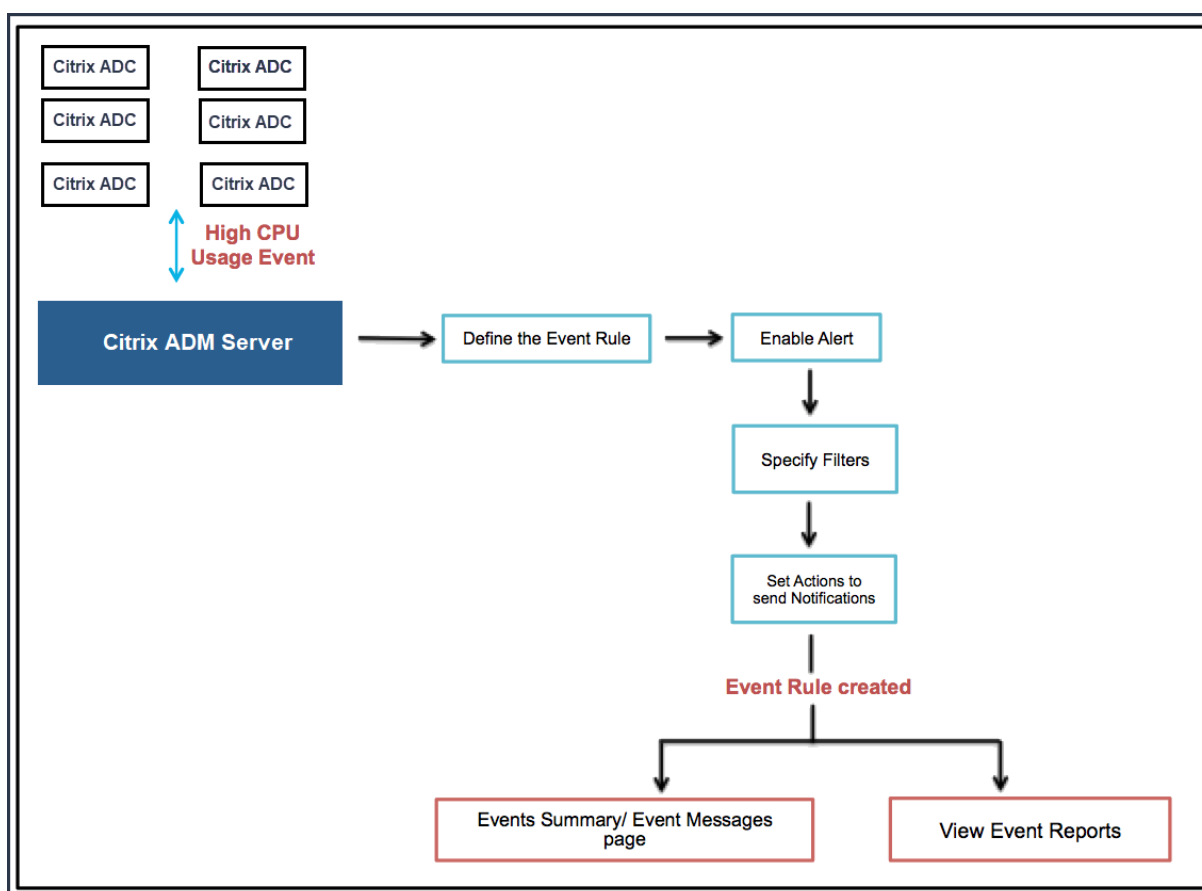 Citrix ADC
Citrix ADC
Citrix ADC
Citrix ADC
Citrix ADC
Citrix ADC
High CPU
Usage Event
Citrix ADM Server
Define the Event Rule
Enable Alert
Specify Filters
Set Actions to
send Notifications
Event Rule created
Events Summary/ Event Messages
page
View Event Reports